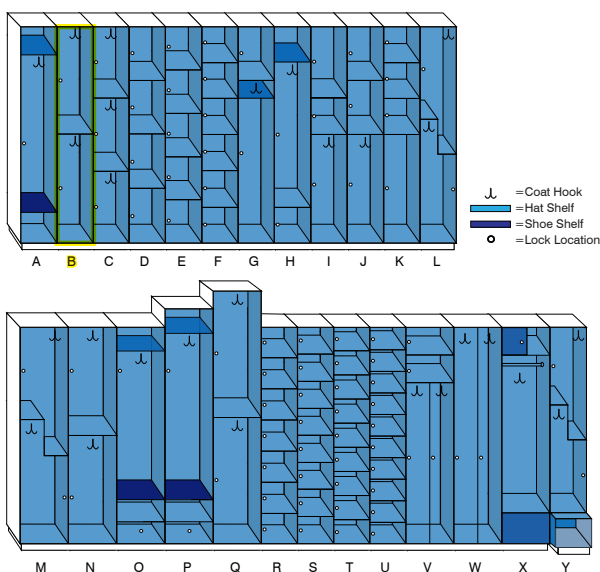 =Coat Hook
=Hat Shelf
=Shoe Shelf
=Lock Location
A B C D E F G H I J K L
M N O P Q R S T U V W X Y